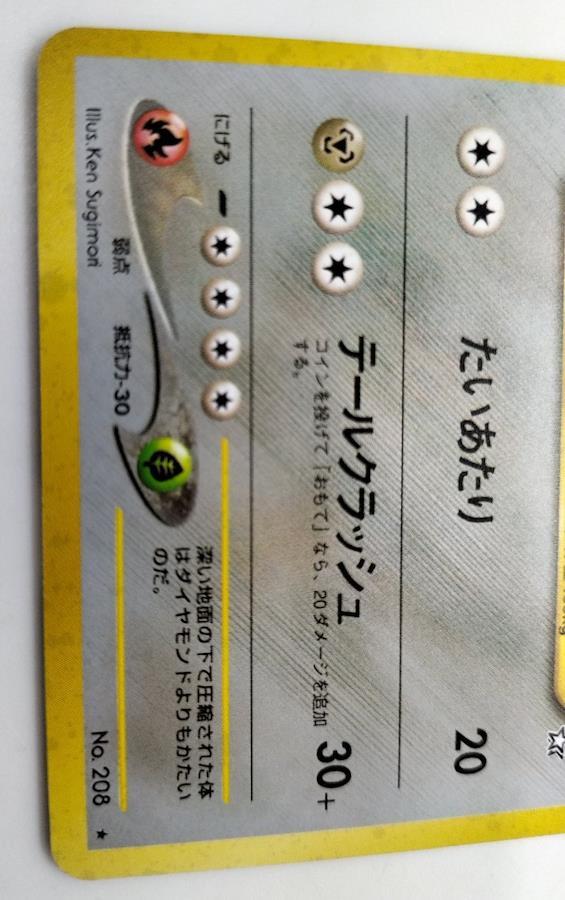 たいあたり 20
テールクラッシュ 30+
コインを投げて「おもて」なら、20ダメージを追加
する。
にげる
弱点 抵抗力-30
深い地面の下で圧縮された体
はダイヤモンドよりもかたい
のだ。
Illus.Ken Sugimori No. 208 ★